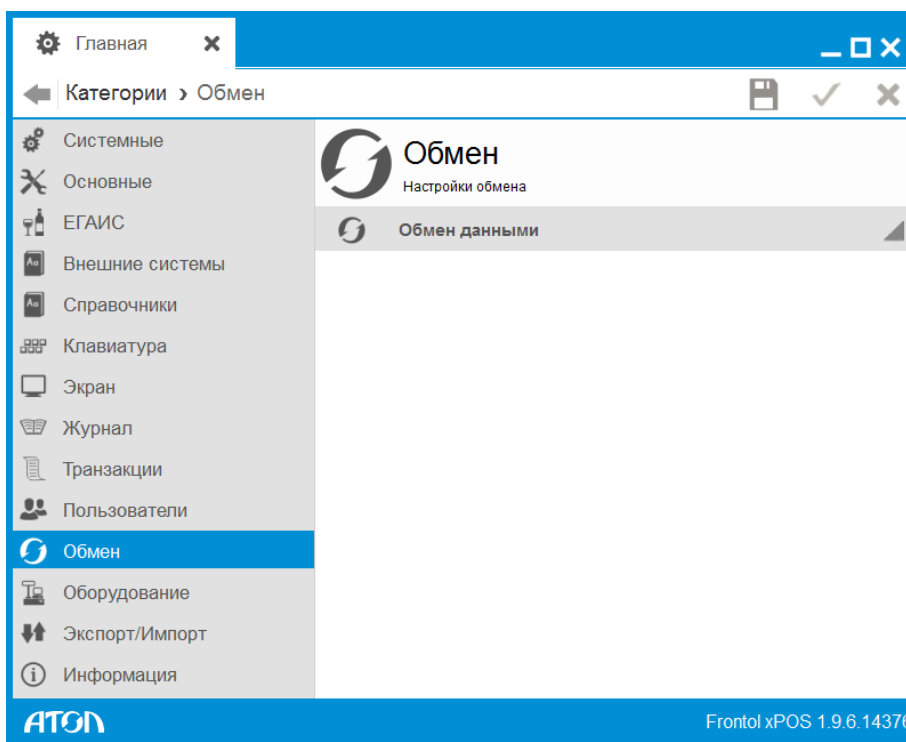 Главная
Категории › Обмен
Системные
Основные
ЕГАИС
Внешние системы
Справочники
Клавиатура
Экран
Журнал
Транзакции
Пользователи
Обмен
Оборудование
Экспорт/Импорт
Информация
Обмен
Настройки обмена
Обмен данными
АТОЛ
Frontol xPOS 1.9.6.14376